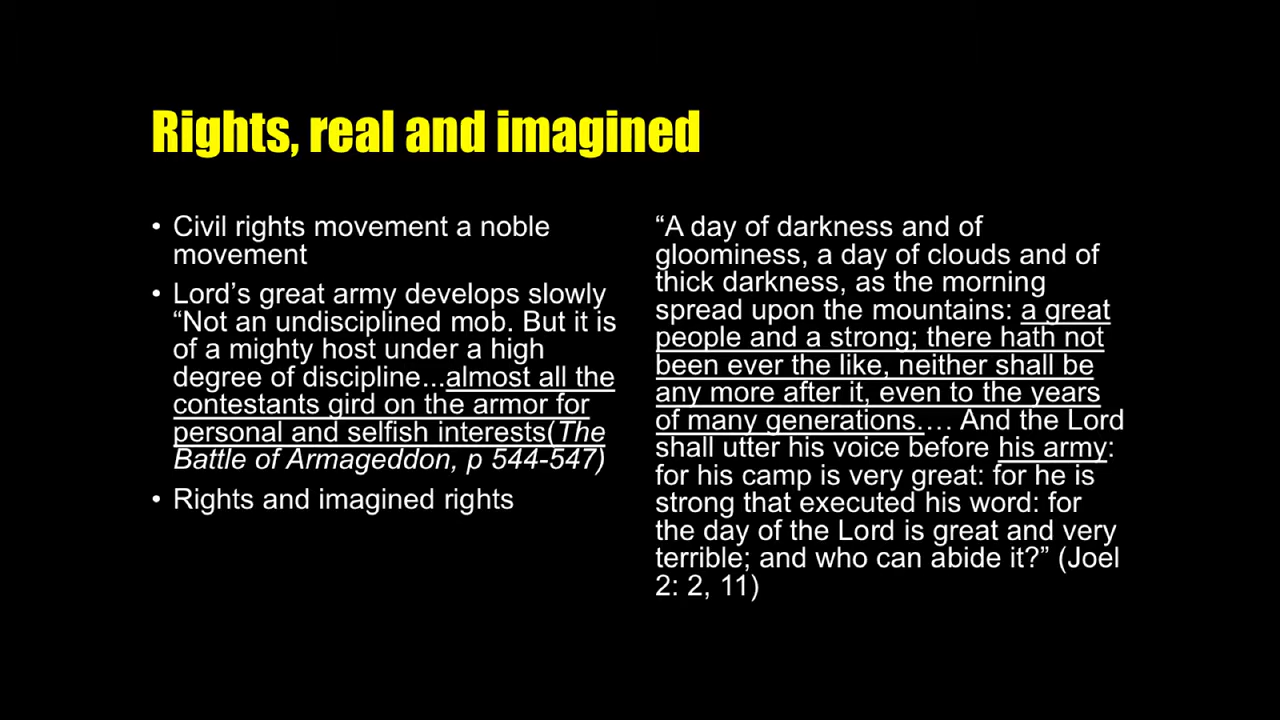 Rights, real and imagined
• Civil rights movement a noble
movement
• Lord’s great army develops slowly
“Not an undisciplined mob. But it is
of a mighty host under a high
degree of discipline...almost all the
contestants gird on the armor for
personal and selfish interests(The
Battle of Armageddon, p 544-547)
• Rights and imagined rights
“A day of darkness and of
gloominess, a day of clouds and of
thick darkness, as the morning
spread upon the mountains: a great
people and a strong; there hath not
been ever the like, neither shall be
any more after it, even to the years
of many generations.… And the Lord
shall utter his voice before his army:
for his camp is very great: for he is
strong that executed his word: for
the day of the Lord is great and very
terrible; and who can abide it?” (Joel
2: 2, 11)